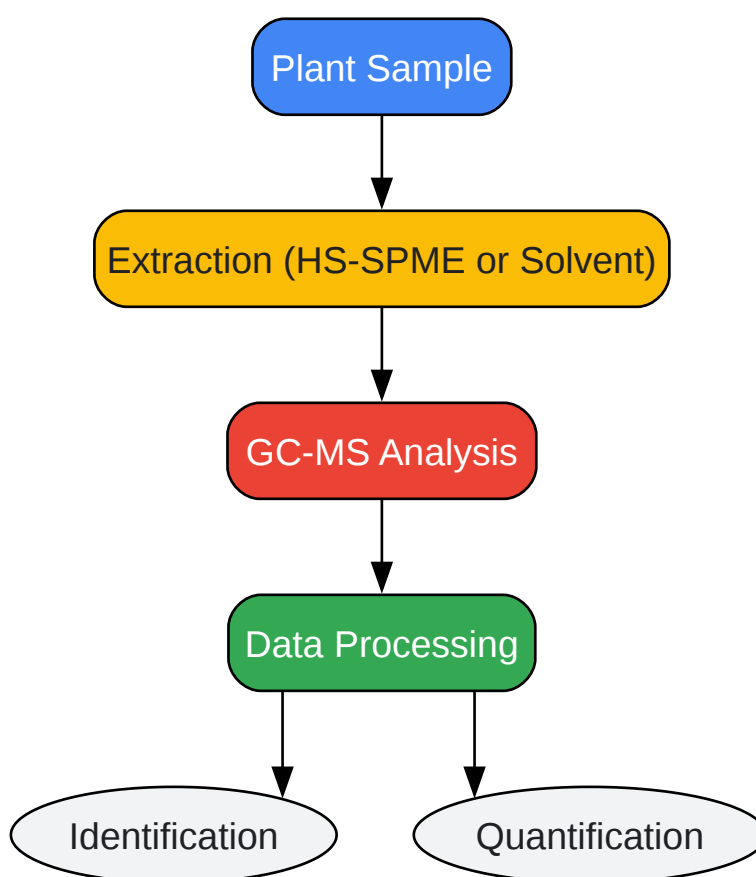 Plant Sample
Extraction (HS-SPME or Solvent)
GC-MS Analysis
Data Processing
Identification
Quantification